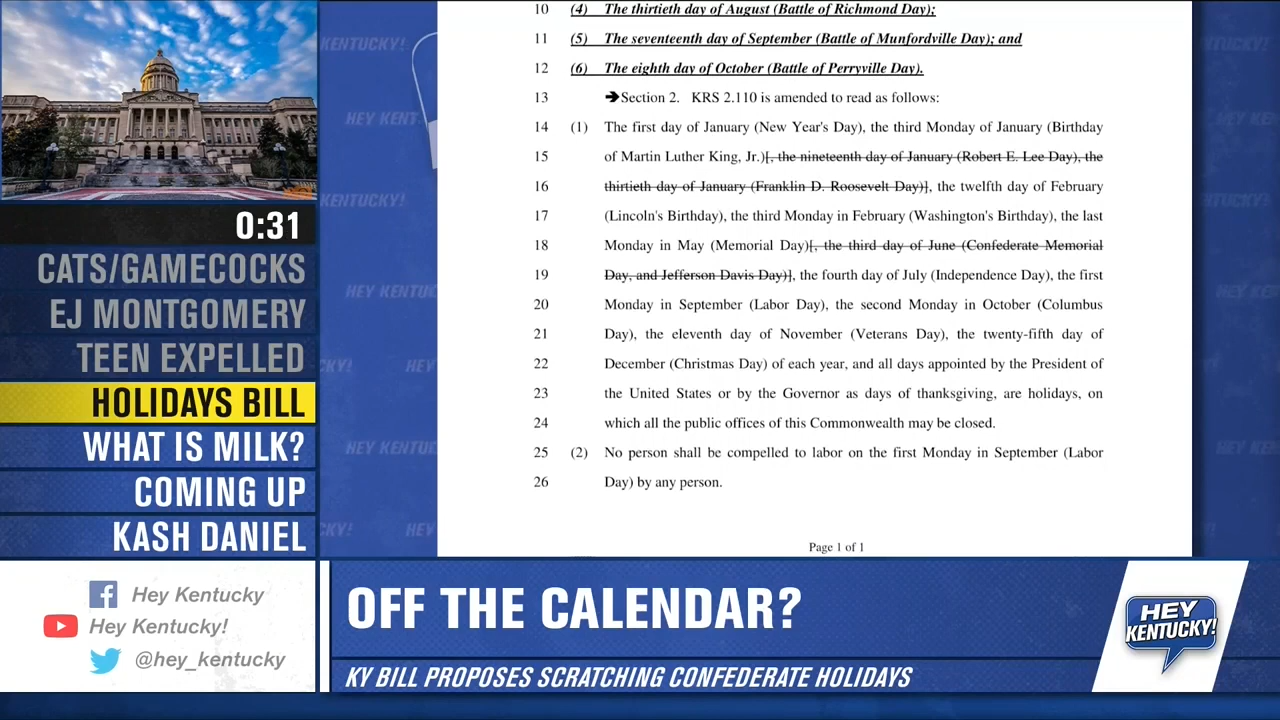 0:31
CATS/GAMECOCKS
EJ MONTGOMERY
TEEN EXPELLED
HOLIDAYS BILL
WHAT IS MILK?
COMING UP
KASH DANIEL
Hey Kentucky
Hey Kentucky!
@hey_kentucky
10 (4) The thirtieth day of August (Battle of Richmond Day);
11 (5) The seventeenth day of September (Battle of Munfordville Day); and
12 (6) The eighth day of October (Battle of Perryville Day).
13 ➔Section 2. KRS 2.110 is amended to read as follows:
14 (1) The first day of January (New Year's Day), the third Monday of January (Birthday
15 of Martin Luther King, Jr.)[, the nineteenth day of January (Robert E. Lee Day), the
16 thirtieth day of January (Franklin D. Roosevelt Day)], the twelfth day of February
17 (Lincoln's Birthday), the third Monday in February (Washington's Birthday), the last
18 Monday in May (Memorial Day)[, the third day of June (Confederate Memorial
19 Day, and Jefferson Davis Day)], the fourth day of July (Independence Day), the first
20 Monday in September (Labor Day), the second Monday in October (Columbus
21 Day), the eleventh day of November (Veterans Day), the twenty-fifth day of
22 December (Christmas Day) of each year, and all days appointed by the President of
23 the United States or by the Governor as days of thanksgiving, are holidays, on
24 which all the public offices of this Commonwealth may be closed.
25 (2) No person shall be compelled to labor on the first Monday in September (Labor
26 Day) by any person.
Page 1 of 1
OFF THE CALENDAR?
KY BILL PROPOSES SCRATCHING CONFEDERATE HOLIDAYS
HEY
KENTUCKY!